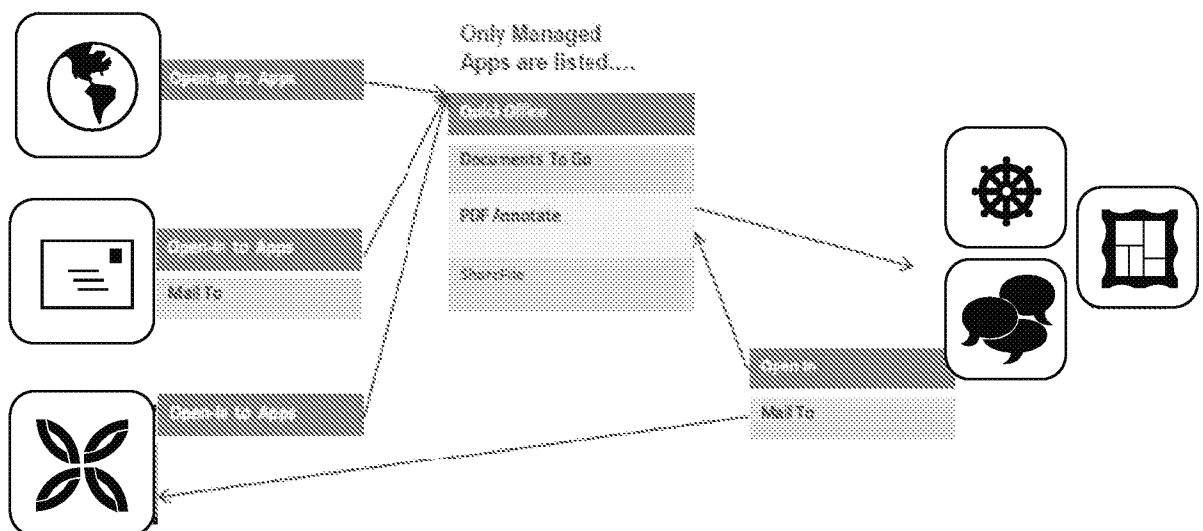 Only Managed
Apps are listed....
Open-In to Apps
Quick Office
Documents To Go
PDF Annotate
ShareFile
Open-In to Apps
Mail To
Open-In to Apps
Open-In
Mail To